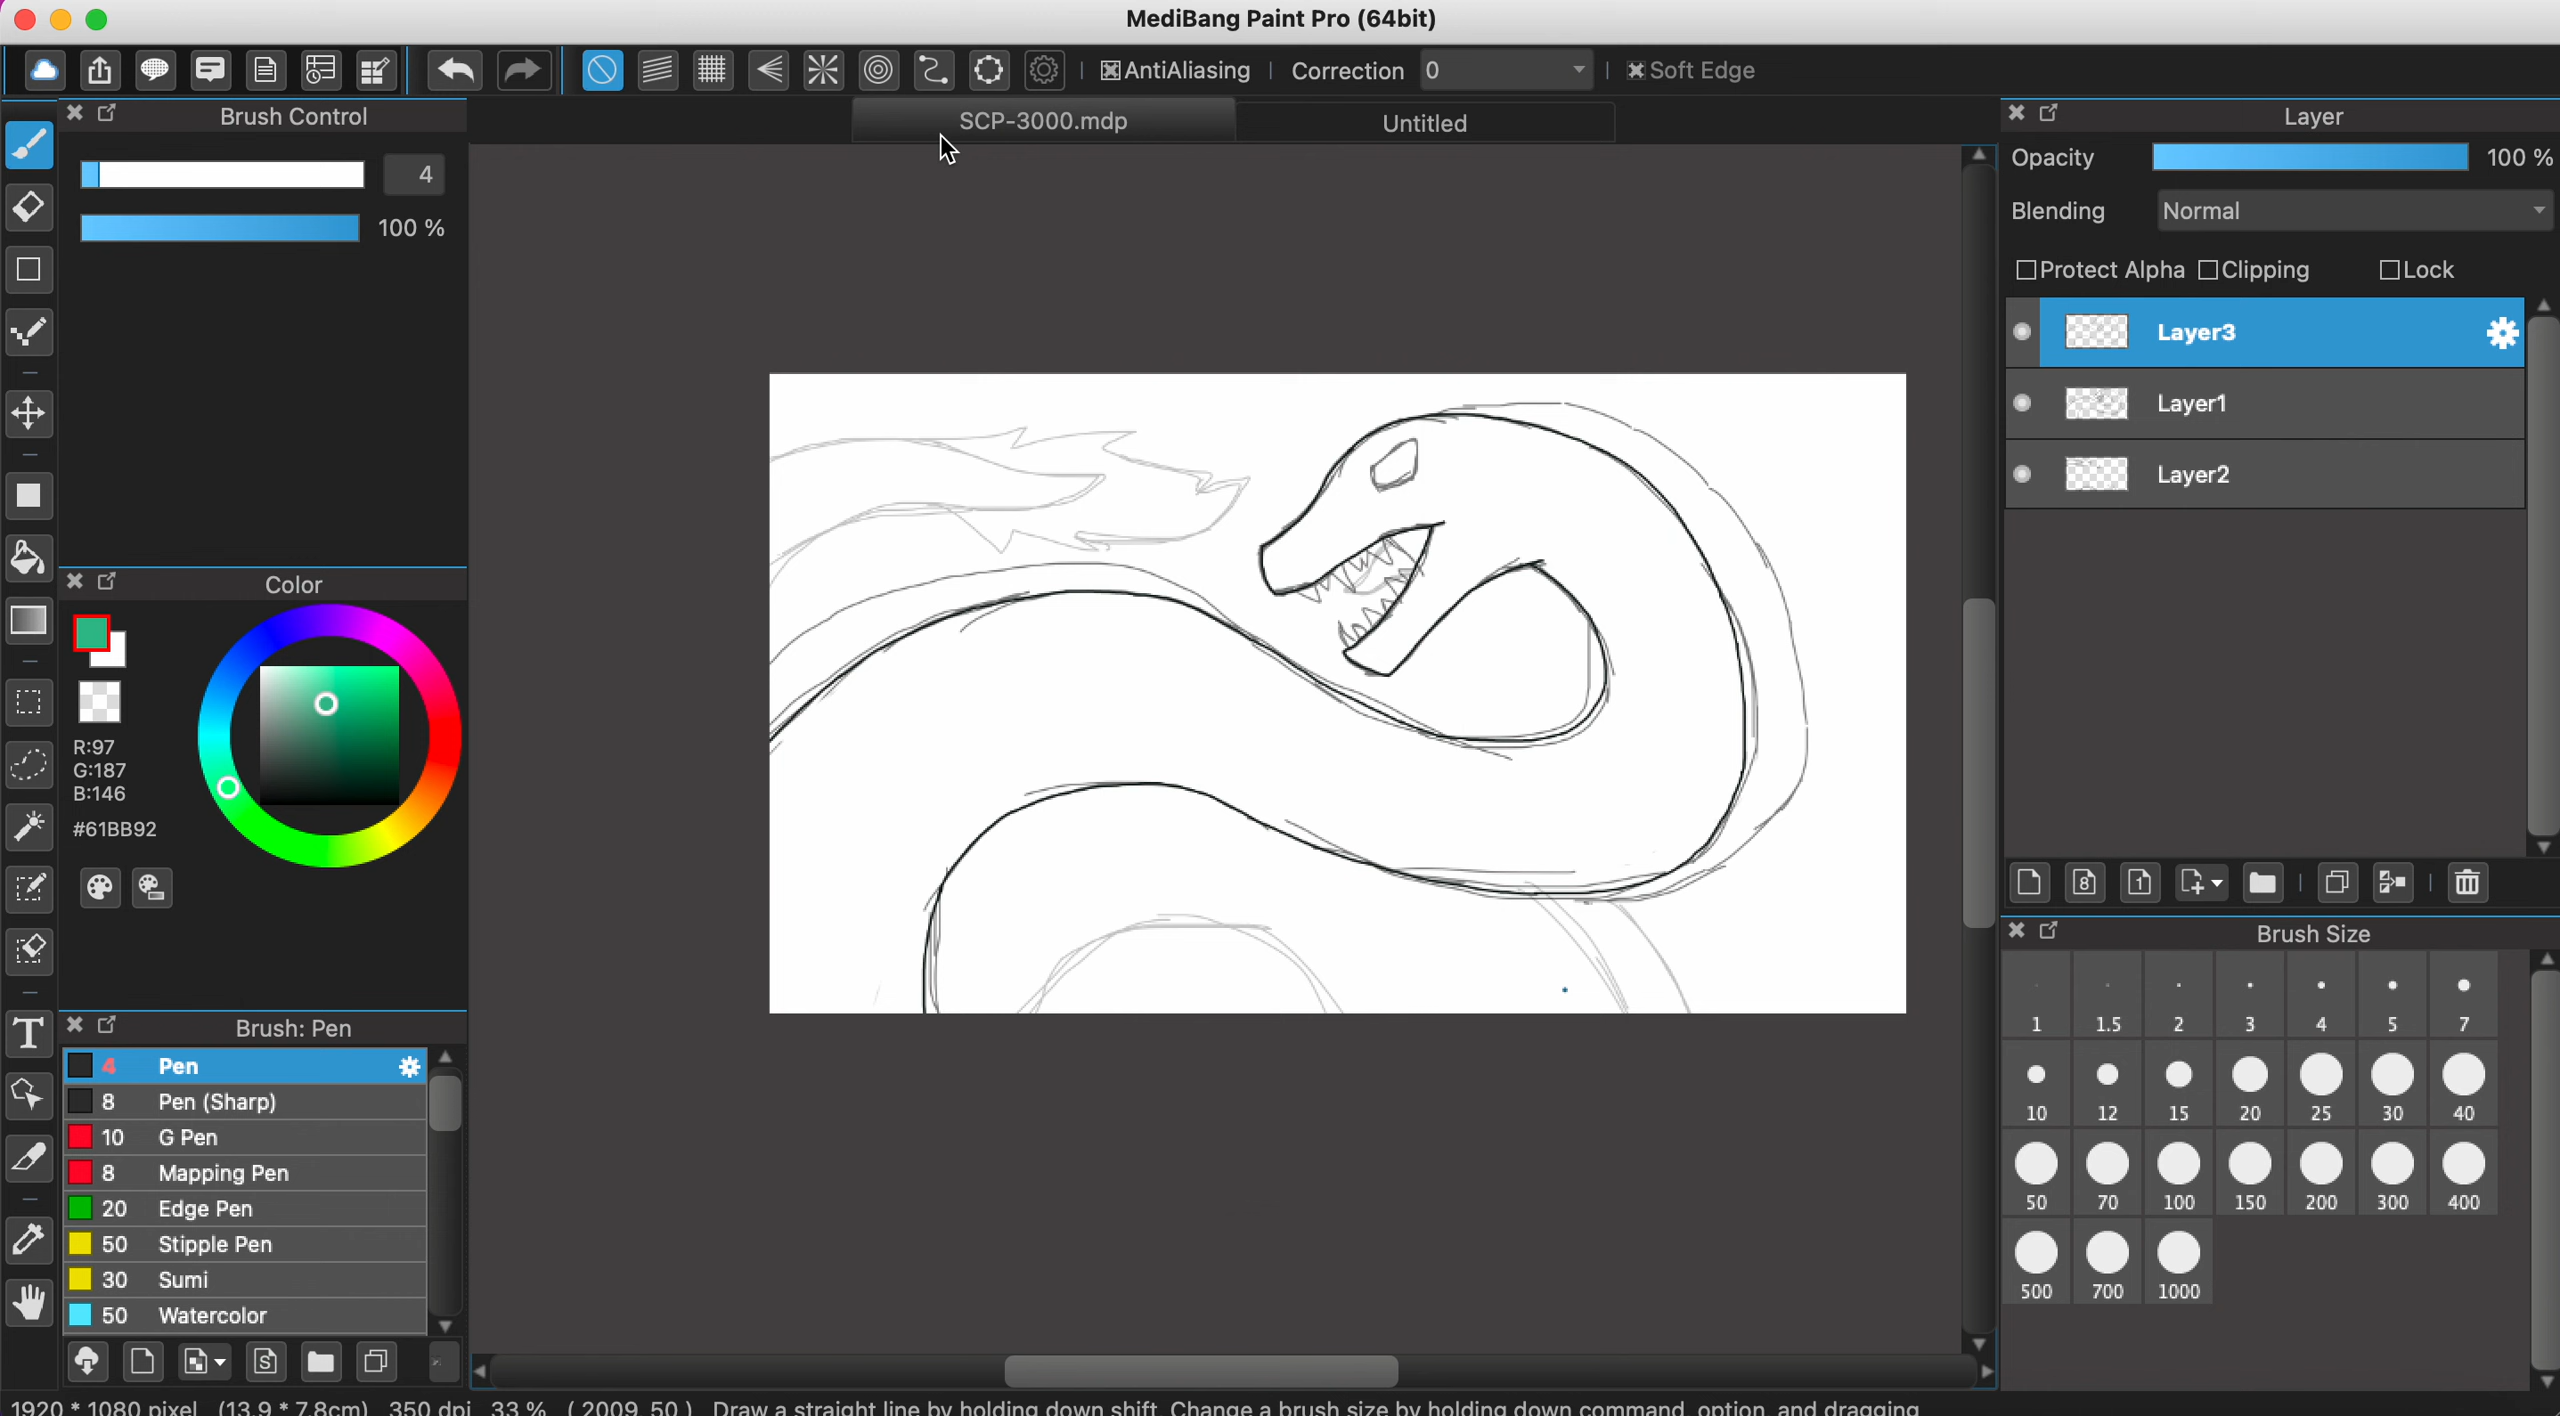 MediBang Paint Pro (64bit)
AntiAliasing Correction 0 Soft Edge
Brush Control
4
100 %
SCP-3000.mdp Untitled
Layer
Opacity 100 %
Blending Normal
Protect Alpha Clipping Lock
Layer3
Layer1
Layer2
Color
R:97
G:187
B:146
#61BB92
8 1
Brush: Pen
4 Pen
8 Pen (Sharp)
10 G Pen
8 Mapping Pen
20 Edge Pen
50 Stipple Pen
30 Sumi
50 Watercolor
S
T
Brush Size
1 1.5 2 3 4 5 7
10 12 15 20 25 30 40
50 70 100 150 200 300 400
500 700 1000
1920 * 1080 pixel (13.9 * 7.8cm) 350 dpi 33 % ( 2009, 50 ) Draw a straight line by holding down shift, Change a brush size by holding down command, option, and dragging